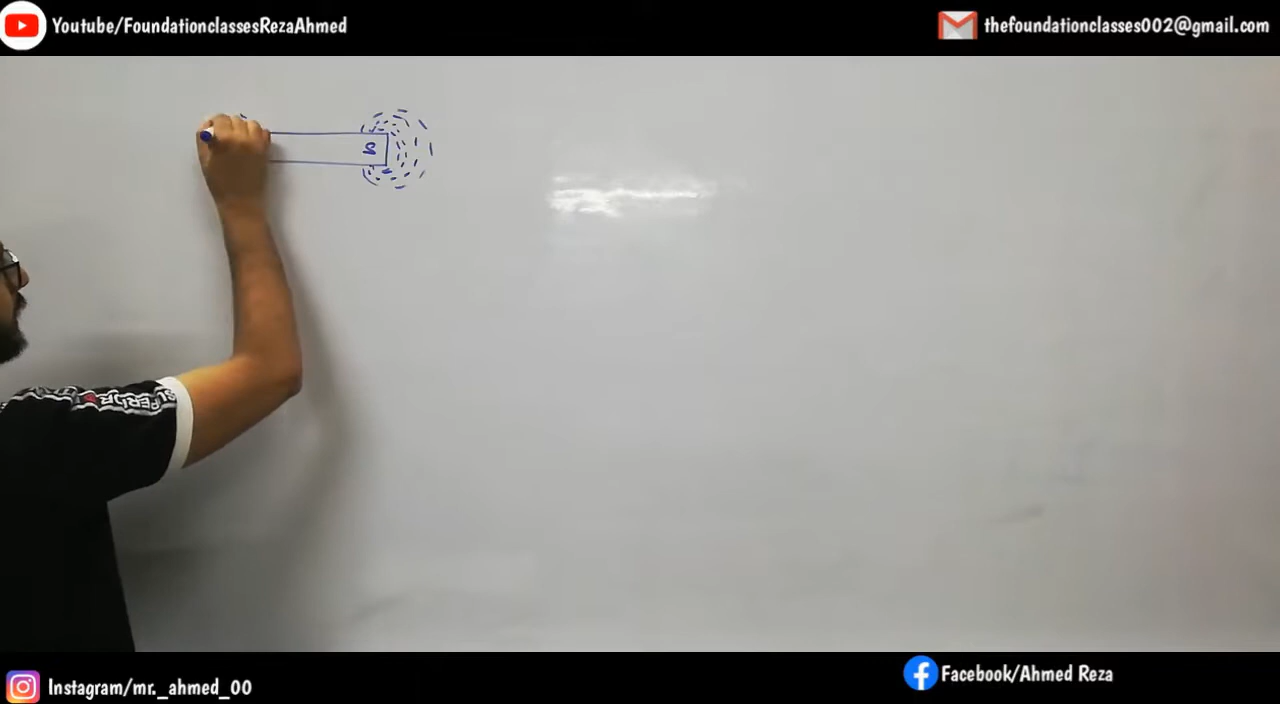 Youtube/FoundationclassesRezaAhmed
thefoundationclasses002@gmail.com
S
Instagram/mr._ahmed_00
Facebook/Ahmed Reza